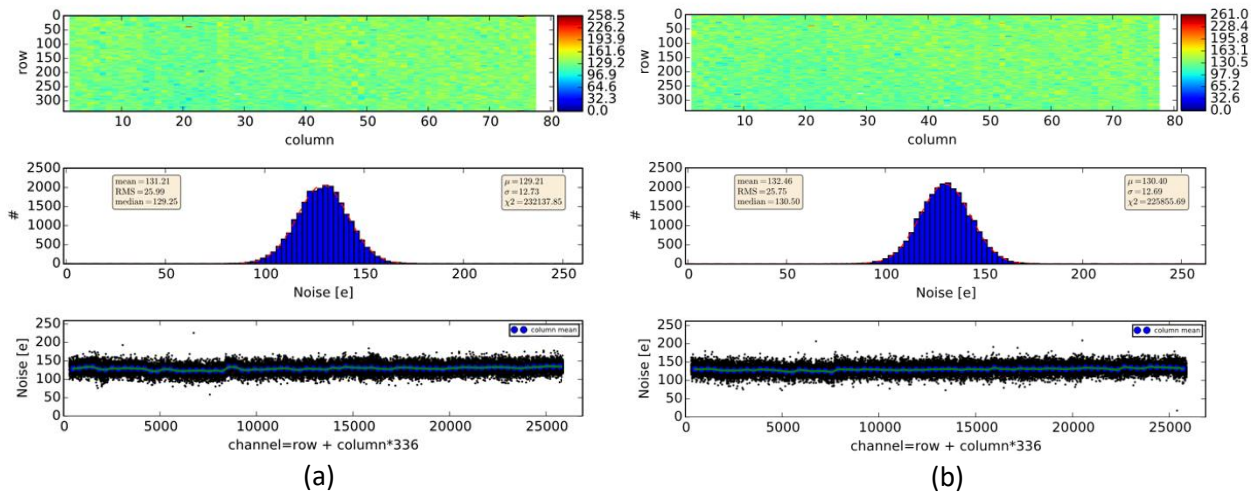 0
50
100
150
200
250
300
row
10 20 30 40 50 60 70 80
column
258.5
226.2
193.9
161.6
129.2
96.9
64.6
32.3
0.0
2500
2000
1500
1000
500
0
#
mean = 131.21
RMS = 25.99
median = 129.25
μ = 129.21
σ = 12.73
χ2 = 232137.85
0 50 100 150 200 250
Noise [e]
250
200
150
100
50
0
Noise [e]
column mean
0 5000 10000 15000 20000 25000
channel=row + column*336
(a)
0
50
100
150
200
250
300
row
10 20 30 40 50 60 70 80
column
261.0
228.4
195.8
163.1
130.5
97.9
65.2
32.6
0.0
2500
2000
1500
1000
500
0
#
mean = 132.46
RMS = 25.75
median = 130.50
μ = 130.40
σ = 12.69
χ2 = 225855.69
0 50 100 150 200 250
Noise [e]
250
200
150
100
50
0
Noise [e]
column mean
0 5000 10000 15000 20000 25000
channel=row + column*336
(b)